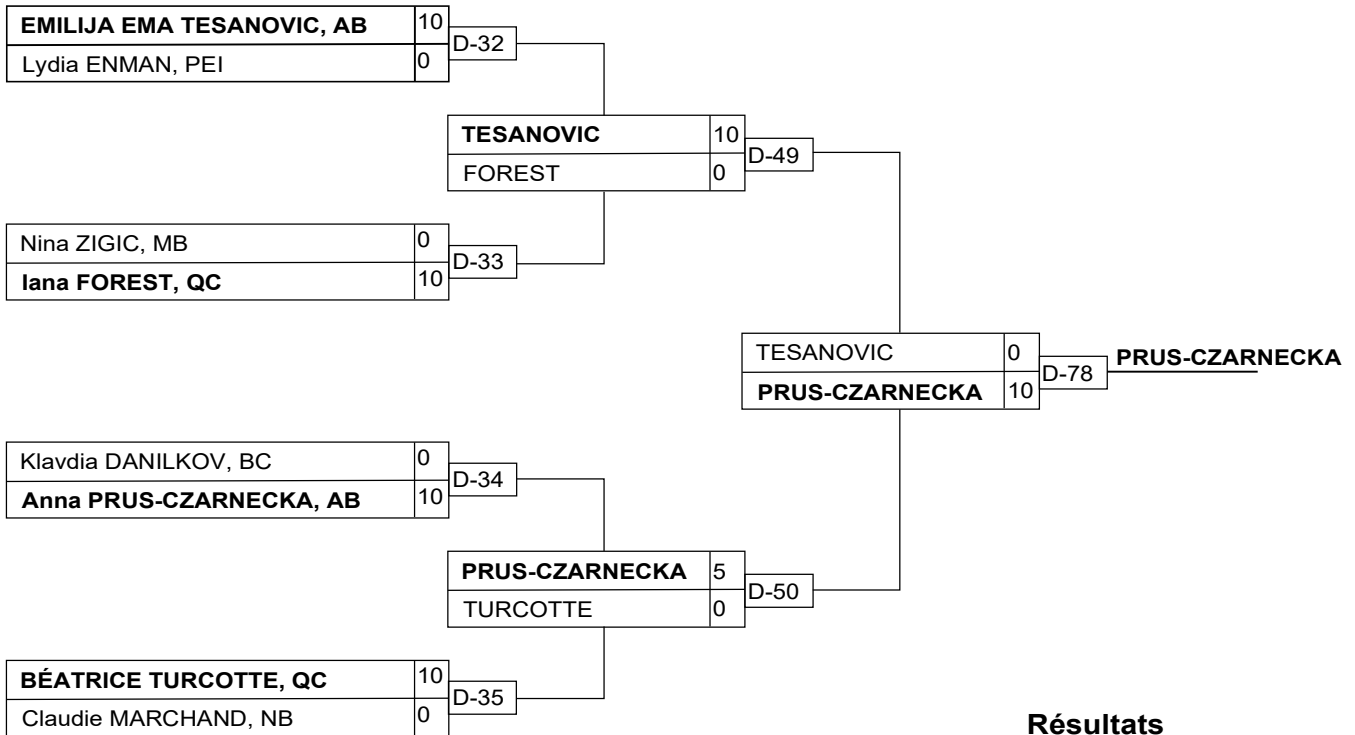 EMILIJA EMA TESANOVIC, AB 10
D-32
Lydia ENMAN, PEI 0
TESANOVIC 10
D-49
FOREST 0
Nina ZIGIC, MB 0
D-33
Iana FOREST, QC 10
TESANOVIC 0
D-78
PRUS-CZARNECKA
PRUS-CZARNECKA 10
Klavdia DANILKOV, BC 0
D-34
Anna PRUS-CZARNECKA, AB 10
PRUS-CZARNECKA 5
D-50
TURCOTTE 0
BÉATRICE TURCOTTE, QC 10
D-35
Claudie MARCHAND, NB 0
Résultats